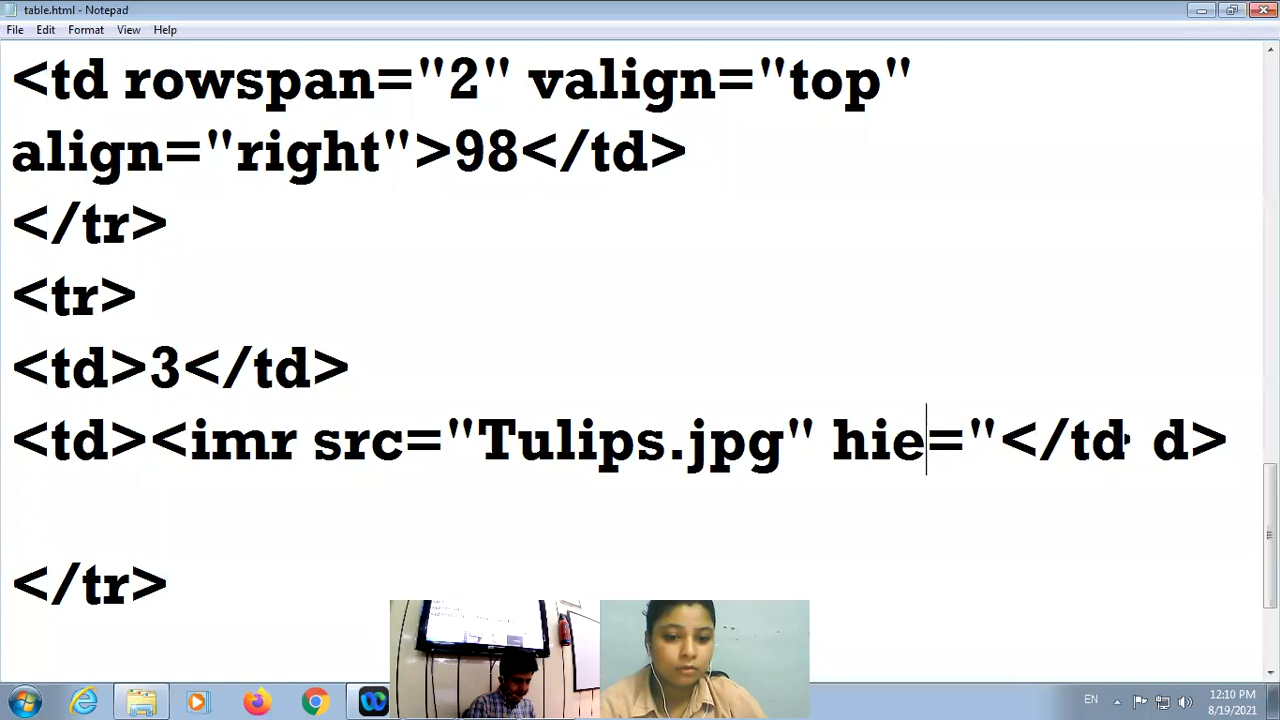 table.html - Notepad
File Edit Format View Help
<td rowspan="2" valign="top"
align="right">98</td>
</tr>
<tr>
<td>3</td>
<td><imr src="Tulips.jpg" hie="</td d>
</tr>
EN
12:10 PM
8/19/2021